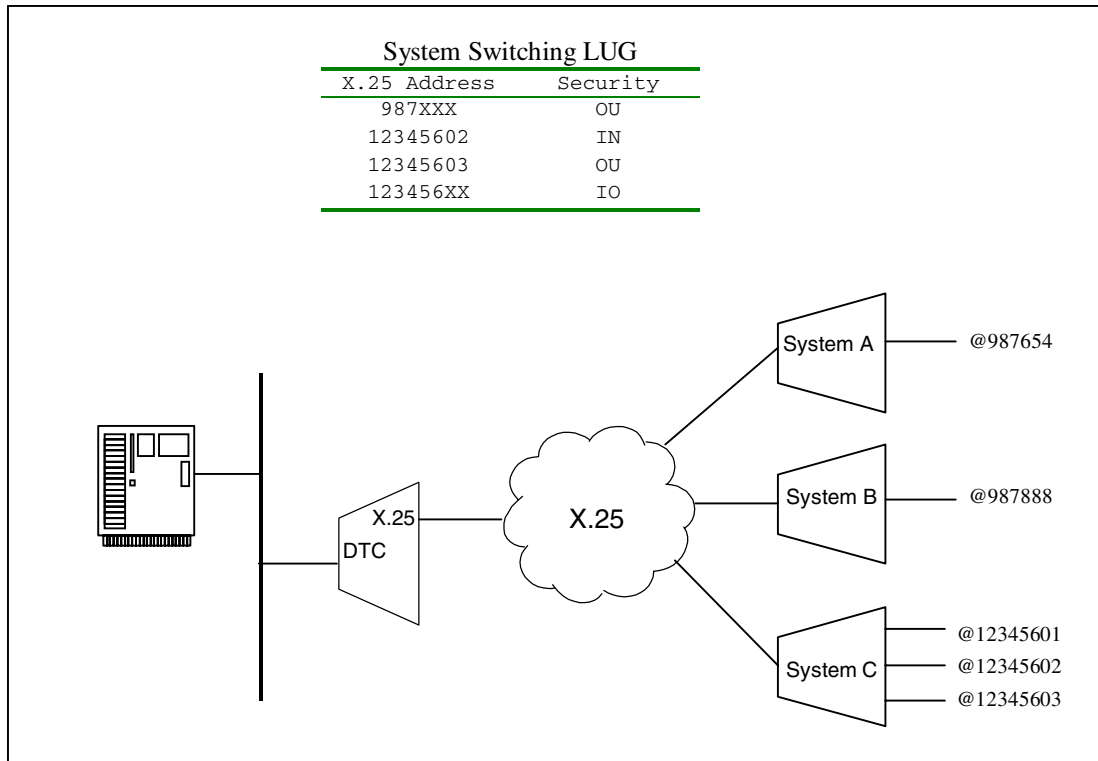 System Switching LUG
X.25 Address Security
987XXX OU
12345602 IN
12345603 OU
123456XX IO
System A @987654
System B @987888
X.25
DTC
X.25
System C
@12345601
@12345602
@12345603